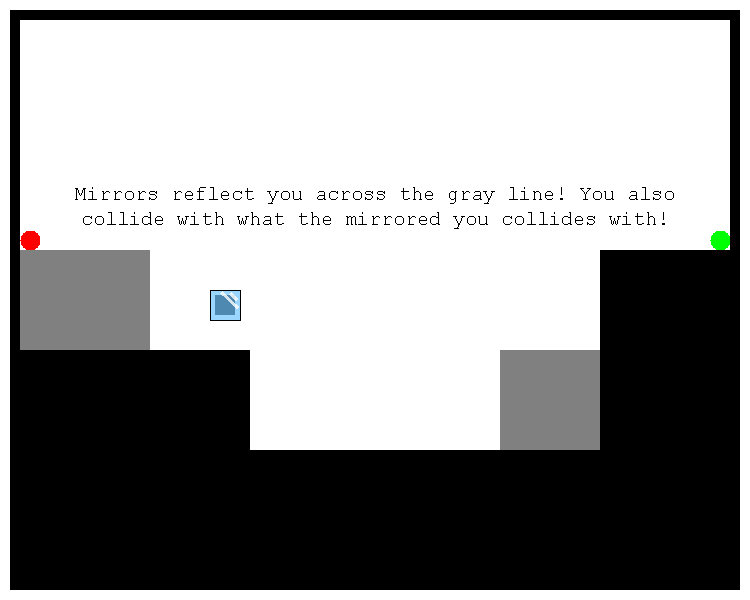 Mirrors reflect you across the gray line! You also
collide with what the mirrored you collides with!